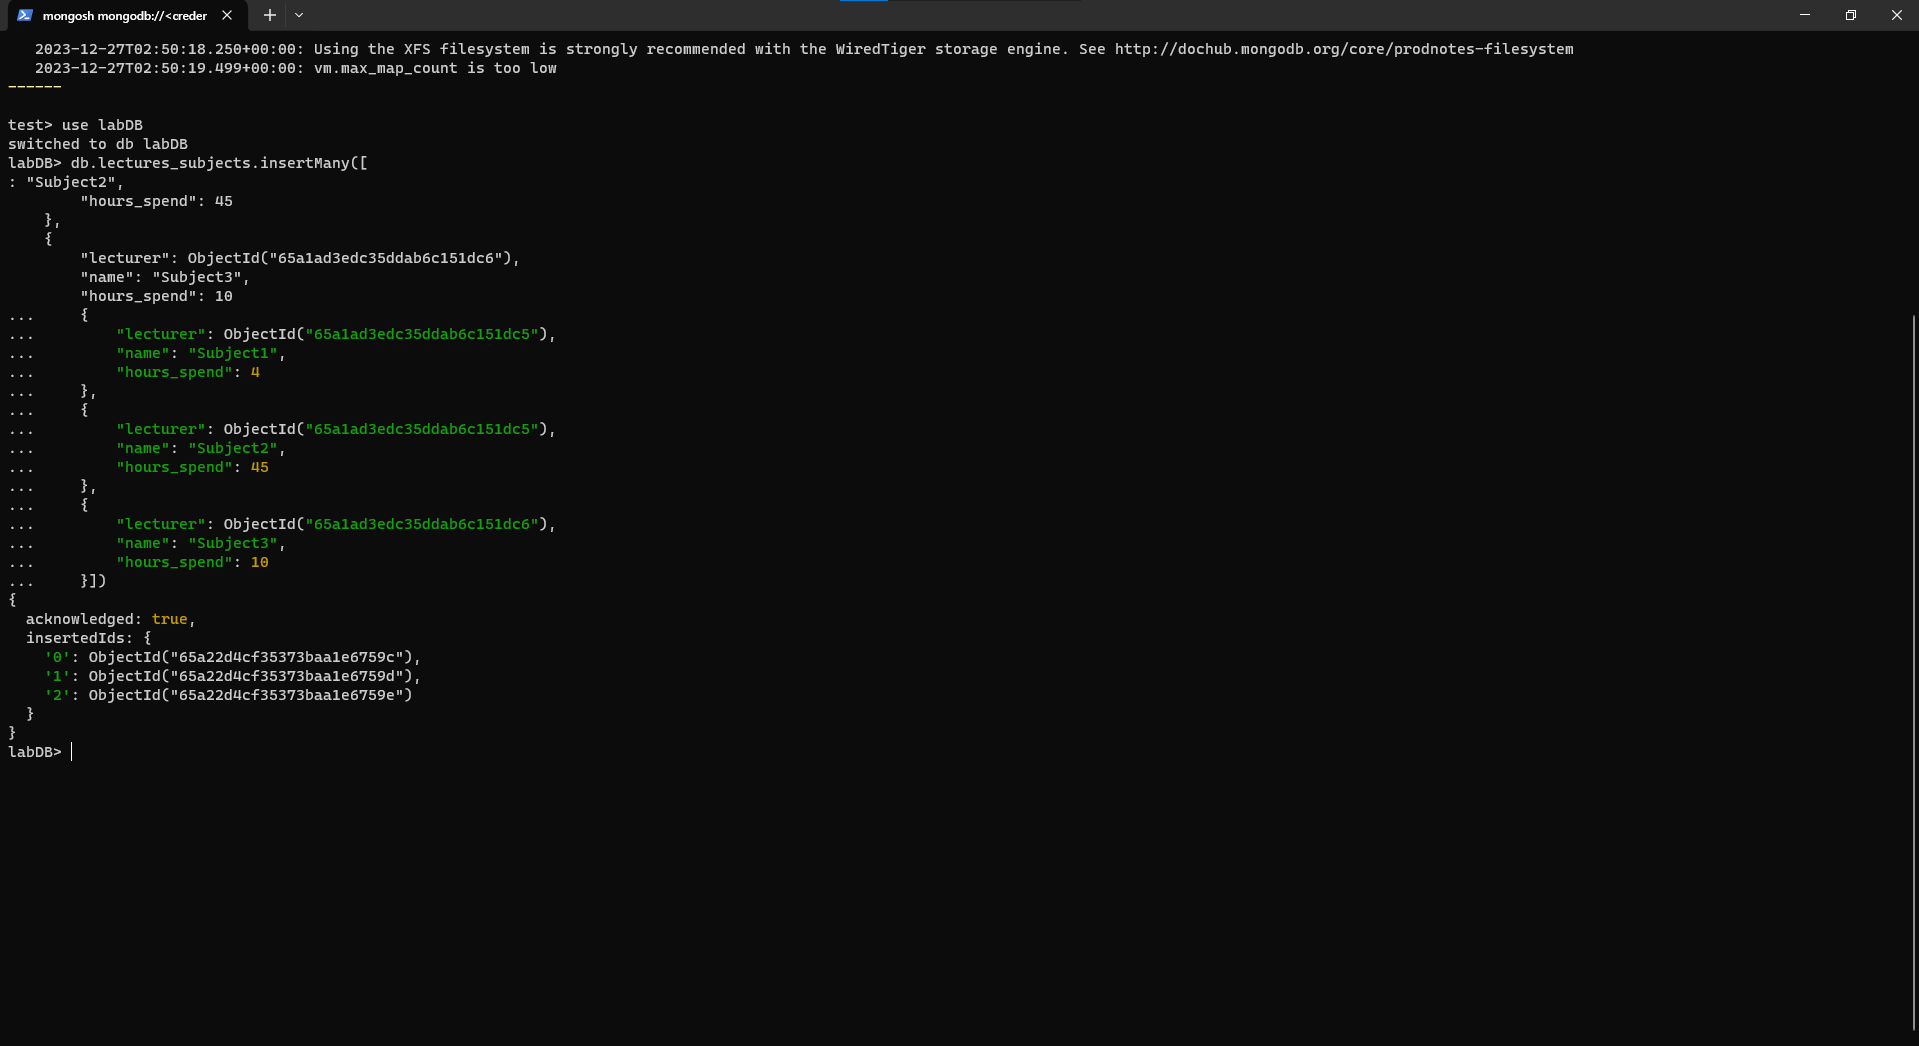 mongosh mongodb://<creder
2023-12-27T02:50:18.250+00:00: Using the XFS filesystem is strongly recommended with the WiredTiger storage engine. See http://dochub.mongodb.org/core/prodnotes-filesystem
2023-12-27T02:50:19.499+00:00: vm.max_map_count is too low
------
test> use labDB
switched to db labDB
labDB> db.lectures_subjects.insertMany([
: "Subject2",
"hours_spend": 45
},
{
"lecturer": ObjectId("65a1ad3edc35ddab6c151dc6"),
"name": "Subject3",
"hours_spend": 10
... {
... "lecturer": ObjectId("65a1ad3edc35ddab6c151dc5"),
... "name": "Subject1",
... "hours_spend": 4
... },
... {
... "lecturer": ObjectId("65a1ad3edc35ddab6c151dc5"),
... "name": "Subject2",
... "hours_spend": 45
... },
... {
... "lecturer": ObjectId("65a1ad3edc35ddab6c151dc6"),
... "name": "Subject3",
... "hours_spend": 10
... }])
{
acknowledged: true,
insertedIds: {
'0': ObjectId("65a22d4cf35373baa1e6759c"),
'1': ObjectId("65a22d4cf35373baa1e6759d"),
'2': ObjectId("65a22d4cf35373baa1e6759e")
}
}
labDB>